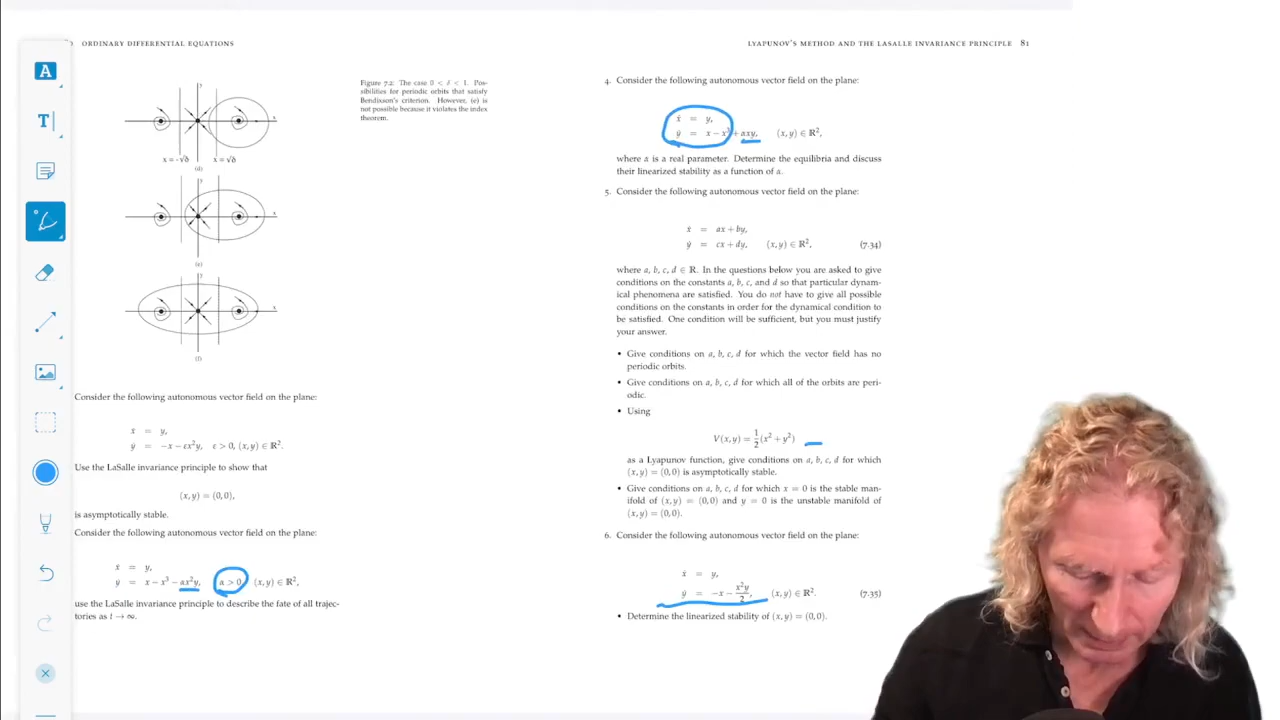 A
T
ORDINARY DIFFERENTIAL EQUATIONS
y
x
x = -√δ
x = √δ
(d)
y
x
(e)
y
x
(f)
Figure 7.2: The case 0 < δ < 1. Pos-
sibilities for periodic orbits that satisfy
Bendixson's criterion. However, (e) is
not possible because it violates the index
theorem.
Consider the following autonomous vector field on the plane:
ẋ = y,
ẏ = −x − εx²y, ε > 0, (x, y) ∈ ℝ².
Use the LaSalle invariance principle to show that
(x, y) = (0, 0),
is asymptotically stable.
Consider the following autonomous vector field on the plane:
ẋ = y,
ẏ = x − x³ − αx²y, α > 0, (x, y) ∈ ℝ²,
use the LaSalle invariance principle to describe the fate of all trajec-
tories as t → ∞.
LYAPUNOV'S METHOD AND THE LASALLE INVARIANCE PRINCIPLE 81
4. Consider the following autonomous vector field on the plane:
ẋ = y,
ẏ = x − x³ + αxy, (x, y) ∈ ℝ²,
where α is a real parameter. Determine the equilibria and discuss
their linearized stability as a function of α.
5. Consider the following autonomous vector field on the plane:
ẋ = ax + by,
ẏ = cx + dy, (x, y) ∈ ℝ², (7.34)
where a, b, c, d ∈ ℝ. In the questions below you are asked to give
conditions on the constants a, b, c, and d so that particular dynam-
ical phenomena are satisfied. You do not have to give all possible
conditions on the constants in order for the dynamical condition to
be satisfied. One condition will be sufficient, but you must justify
your answer.
• Give conditions on a, b, c, d for which the vector field has no
periodic orbits.
• Give conditions on a, b, c, d for which all of the orbits are peri-
odic.
• Using
V(x, y) = 1/2 (x² + y²)
as a Lyapunov function, give conditions on a, b, c, d for which
(x, y) = (0, 0) is asymptotically stable.
• Give conditions on a, b, c, d for which x = 0 is the stable man-
ifold of (x, y) = (0, 0) and y = 0 is the unstable manifold of
(x, y) = (0, 0).
6. Consider the following autonomous vector field on the plane:
ẋ = y,
ẏ = −x − x²y/2, (x, y) ∈ ℝ². (7.35)
• Determine the linearized stability of (x, y) = (0, 0).